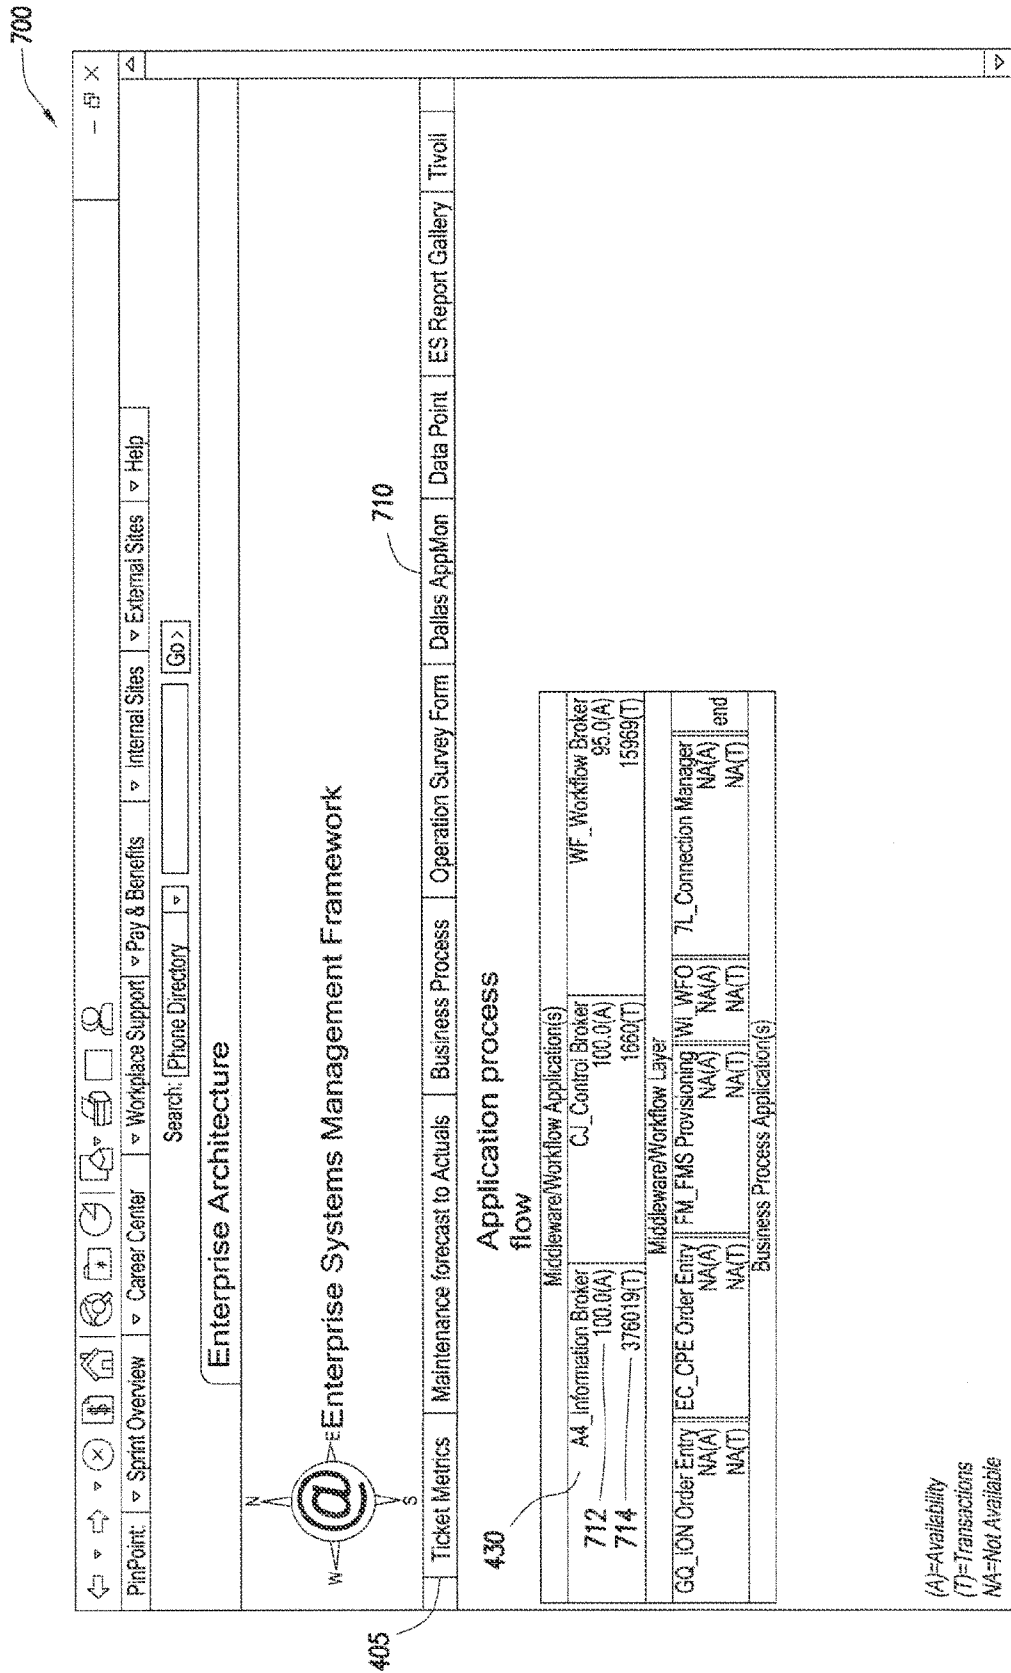 700
PinPoint: Sprint Overview Career Center Workplace Support Pay & Benefits Internal Sites External Sites Help
Search: Phone Directory Go>
Enterprise Architecture
N
W E
S
@
Enterprise Systems Management Framework
405
710
Ticket Metrics Maintenance forecast to Actuals Business Process Operation Survey Form Dallas AppMon Data Point ES Report Gallery Tivoli
430
Application process
flow
Middleware/Workflow Application(s)
A4_Information Broker CJ_Control Broker WF_Workflow Broker
712 100.0(A) 100.0(A) 95.0(A)
714 376019(T) 1660(T) 15969(T)
Middleware/Workflow Layer
GQ_ION Order Entry EC_CPE Order Entry FM_FMS Provisioning WI_WFO 7L_Connection Manager end
NA(A) NA(A) NA(A) NA(A) NA(A)
NA(T) NA(T) NA(T) NA(T) NA(T)
Business Process Application(s)
(A)=Availability
(T)=Transactions
NA=Not Available